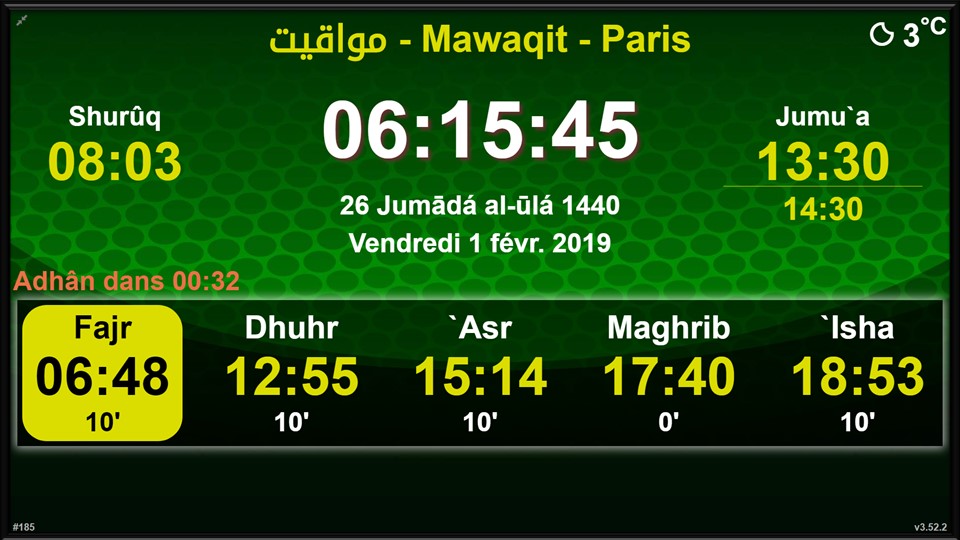 مواقيت - Mawaqit - Paris
3°C
Shurûq
08:03
06:15:45
26 Jumādá al-ūlá 1440
Vendredi 1 févr. 2019
Jumu`a
13:30
14:30
Adhân dans 00:32
Fajr
06:48
10'
Dhuhr
12:55
10'
`Asr
15:14
10'
Maghrib
17:40
0'
`Isha
18:53
10'
#185
v3.52.2